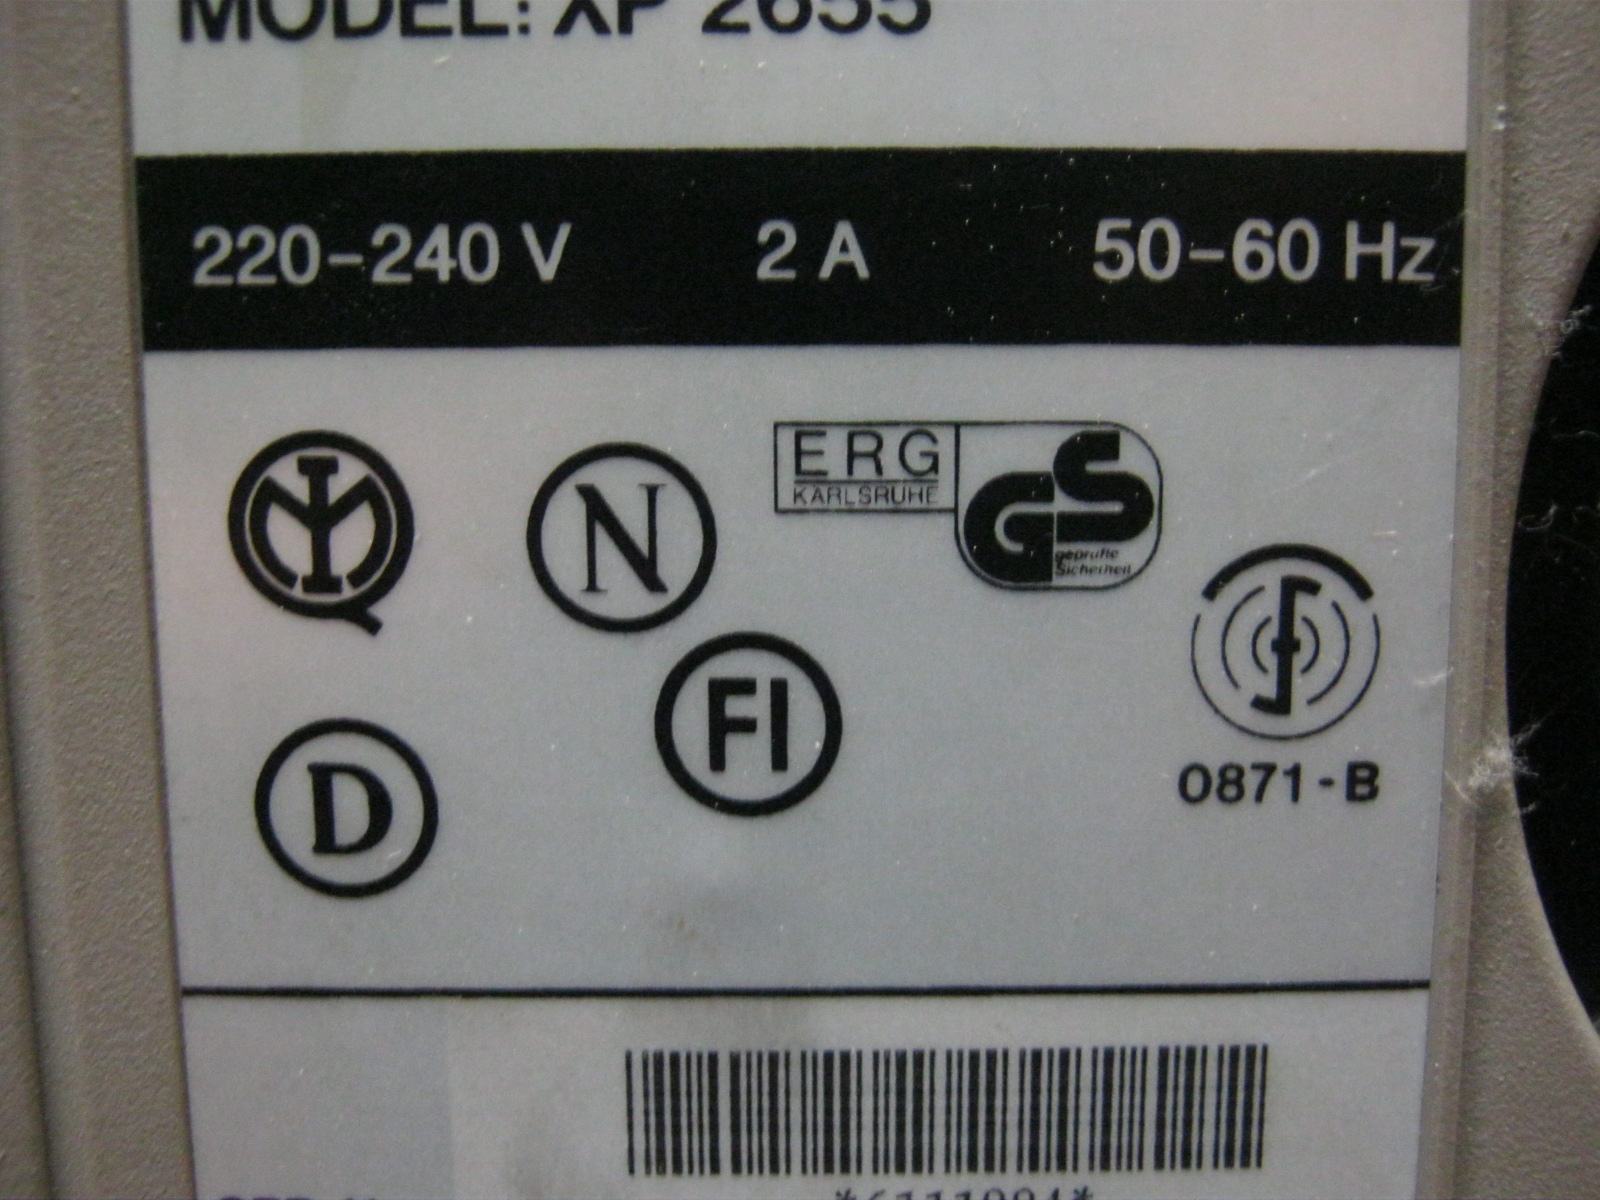 MODEL: XP 2655
220-240 V 2 A 50-60 Hz
ERG
KARLSRUHE
GS
geprüfte
Sicherheit
N
FI
D
0871-B